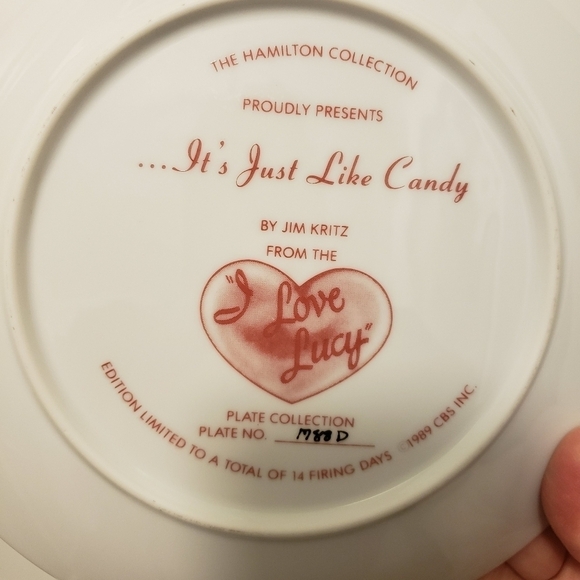 THE HAMILTON COLLECTION
PROUDLY PRESENTS
...It's Just Like Candy
BY JIM KRITZ
FROM THE
"I Love
Lucy"
PLATE COLLECTION
PLATE NO. M88D
EDITION LIMITED TO A TOTAL OF 14 FIRING DAYS ©1989 CBS INC.